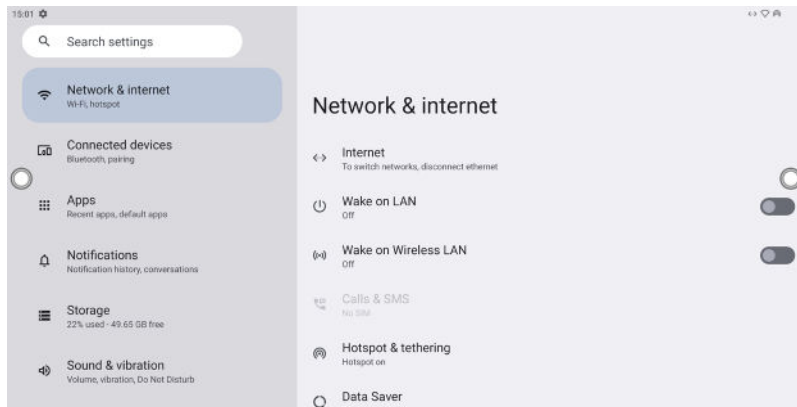 15:01
Search settings
Network & internet
Wi-Fi, hotspot
Connected devices
Bluetooth, pairing
Apps
Recent apps, default apps
Notifications
Notification history, conversations
Storage
22% used - 49.65 GB free
Sound & vibration
Volume, vibration, Do Not Disturb
Network & internet
Internet
To switch networks, disconnect ethernet
Wake on LAN
Off
Wake on Wireless LAN
Off
Calls & SMS
No SIM
Hotspot & tethering
Hotspot on
Data Saver